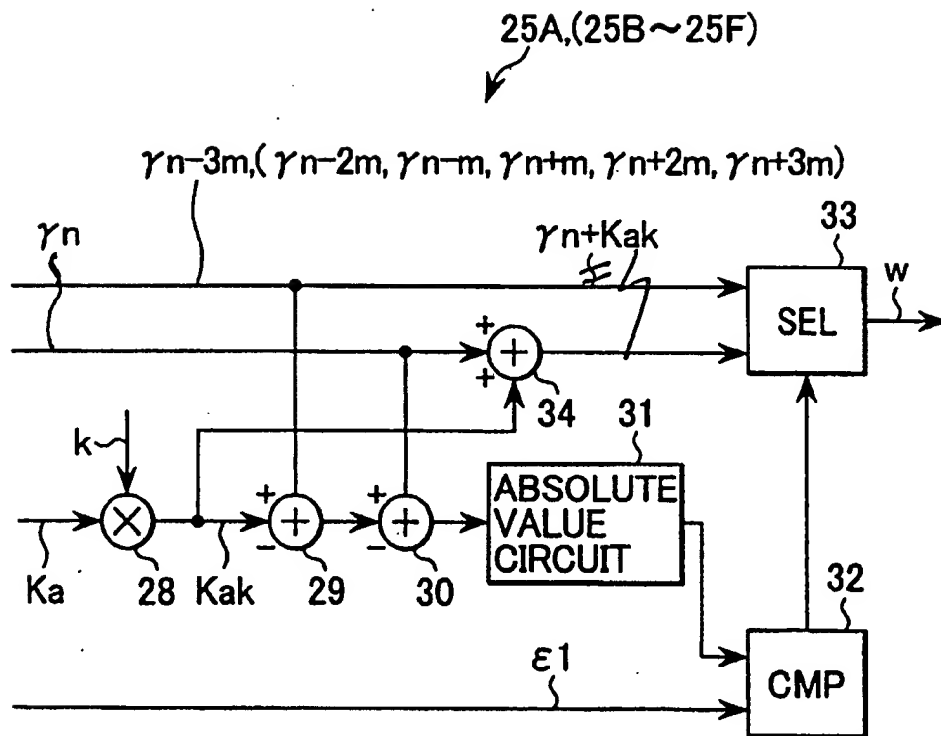 25A,(25B~25F)
γn-3m,(γn-2m,γn-m,γn+m,γn+2m,γn+3m)
γn
γn+Kak
33
SEL
w
+
+
+
34
k
31
ABSOLUTE
VALUE
CIRCUIT
+
+
-
+
+
-
Ka
28
Kak
29
30
32
CMP
ε1